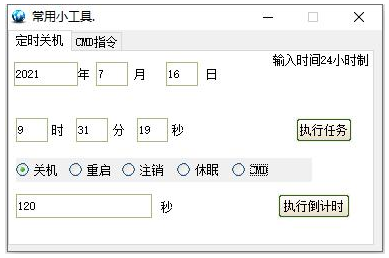 常用小工具.
定时关机 CMD指令
输入时间24小时制
2021 年 7 月 16 日
9 时 31 分 19 秒 执行任务
关机 重启 注销 休眠 CMD
120 秒 执行倒计时